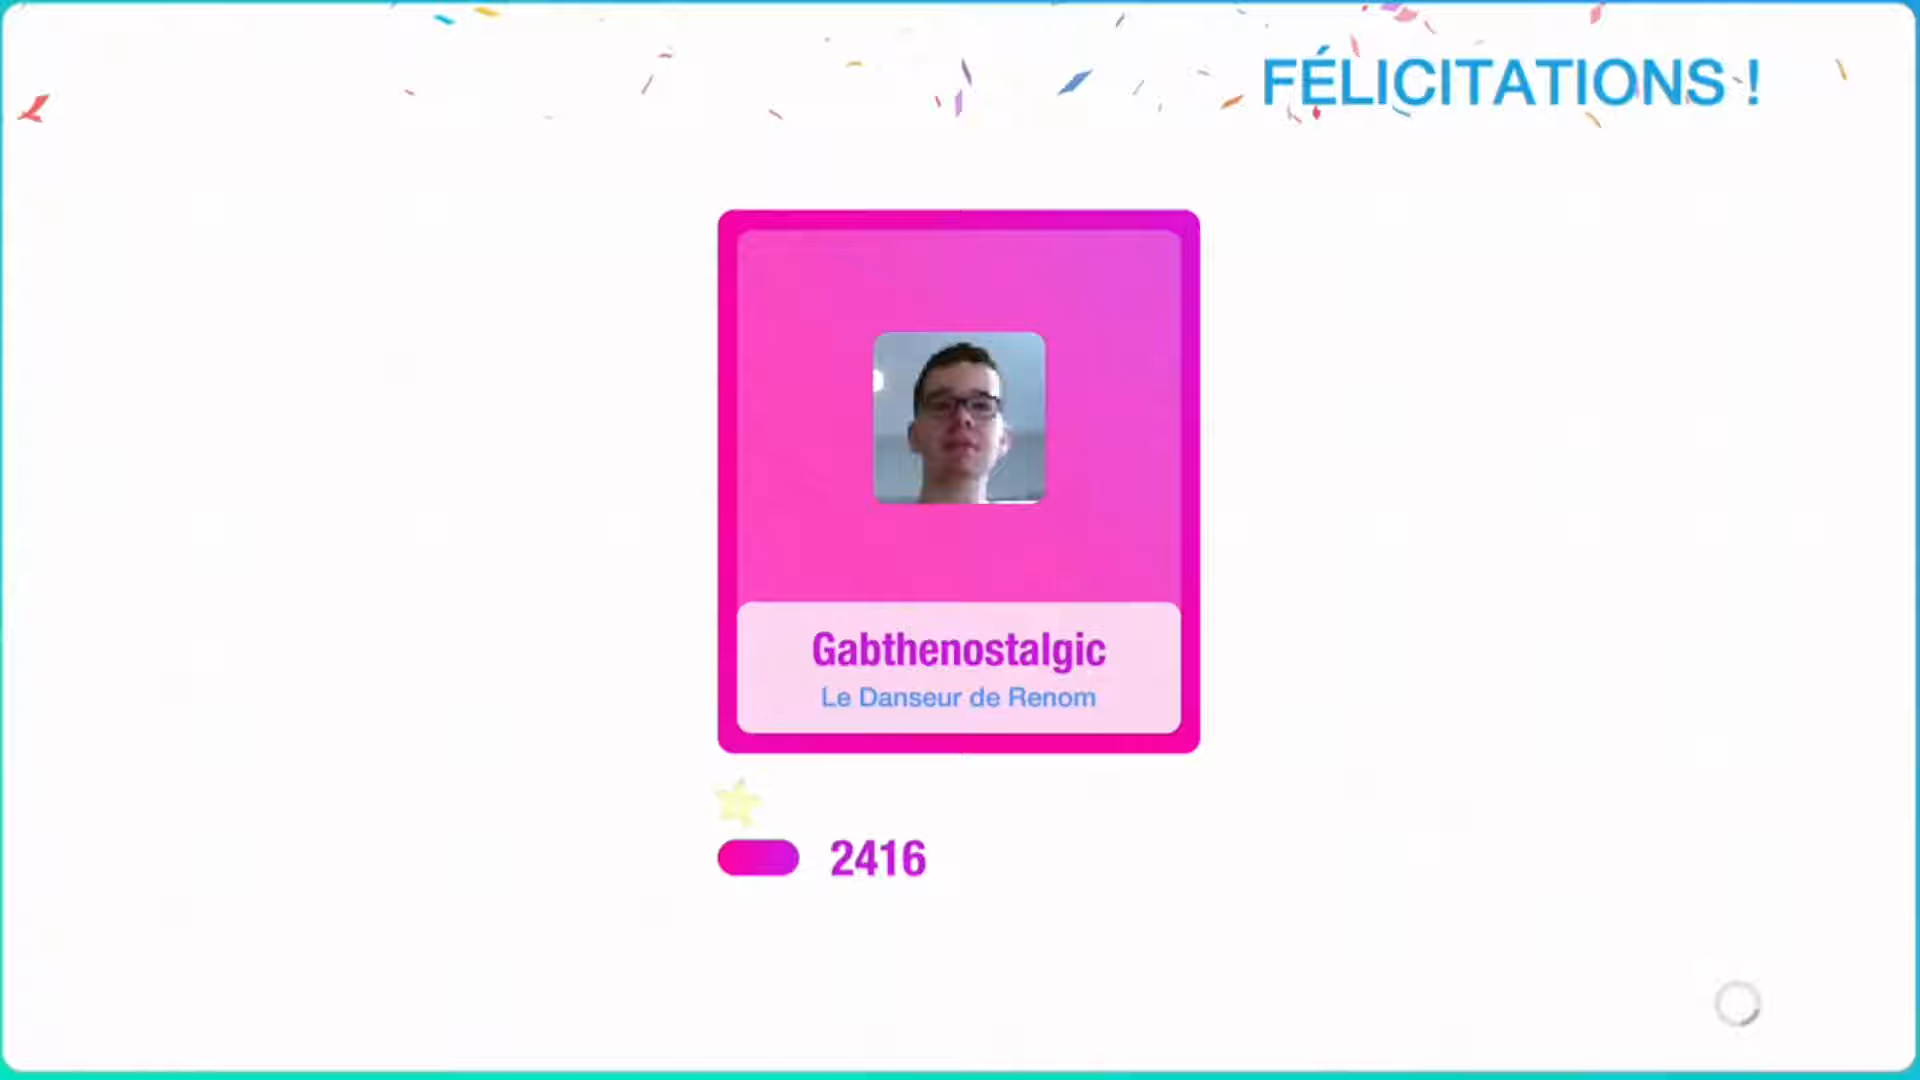 FÉLICITATIONS !
Gabthenostalgic
Le Danseur de Renom
2416